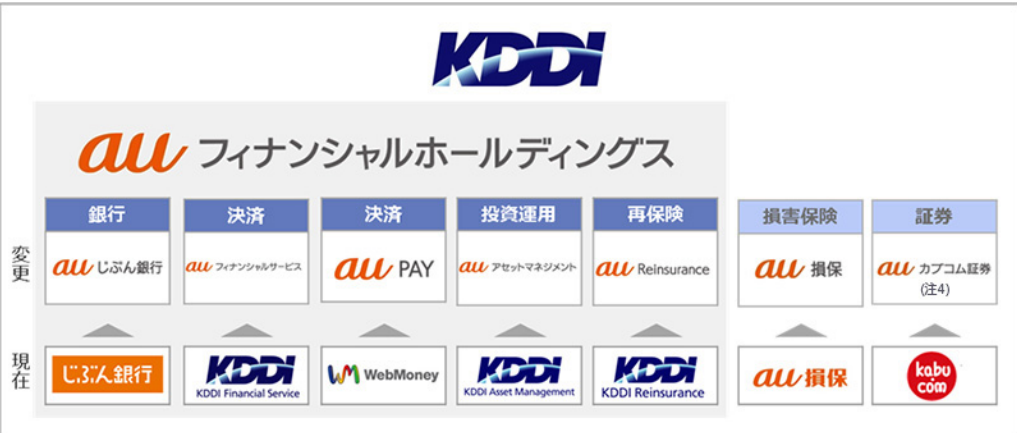 KDDI
au フィナンシャルホールディングス
銀行
決済
決済
投資運用
再保険
損害保険
証券
変更
au じぶん銀行
au フィナンシャルサービス
au PAY
au アセットマネジメント
au Reinsurance
au 損保
au カブコム証券
(注4)
現在
じぶん銀行
KDDI
KDDI Financial Service
WM WebMoney
KDDI
KDDI Asset Management
KDDI
KDDI Reinsurance
au 損保
kabu
com